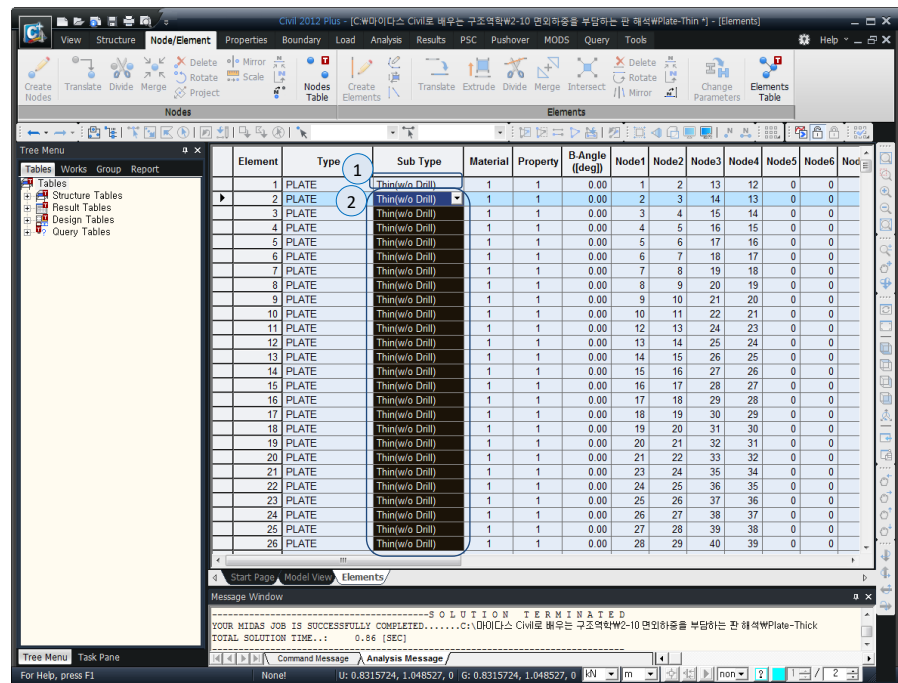 Civil 2012 Plus - [C:₩마이다스 Civil로 배우는 구조역학₩2-10 면외하중을 부담하는 판 해석₩Plate-Thin *] - [Elements]
View Structure Node/Element Properties Boundary Load Analysis Results PSC Pushover MODS Query Tools Help
Create Nodes Translate Divide Merge Delete Rotate Project Mirror Scale Nodes Table Create Elements Translate Extrude Divide Merge Intersect Delete Rotate Mirror Change Parameters Elements Table
Nodes Elements
Tree Menu
Tables Works Group Report
Tables
Structure Tables
Result Tables
Design Tables
Query Tables
Element Type Sub Type Material Property B-Angle ([deg]) Node1 Node2 Node3 Node4 Node5 Node6 Nod
1
2
1 PLATE Thin(w/o Drill) 1 1 0.00 1 2 13 12 0 0
2 PLATE Thin(w/o Drill) 1 1 0.00 2 3 14 13 0 0
3 PLATE Thin(w/o Drill) 1 1 0.00 3 4 15 14 0 0
4 PLATE Thin(w/o Drill) 1 1 0.00 4 5 16 15 0 0
5 PLATE Thin(w/o Drill) 1 1 0.00 5 6 17 16 0 0
6 PLATE Thin(w/o Drill) 1 1 0.00 6 7 18 17 0 0
7 PLATE Thin(w/o Drill) 1 1 0.00 7 8 19 18 0 0
8 PLATE Thin(w/o Drill) 1 1 0.00 8 9 20 19 0 0
9 PLATE Thin(w/o Drill) 1 1 0.00 9 10 21 20 0 0
10 PLATE Thin(w/o Drill) 1 1 0.00 10 11 22 21 0 0
11 PLATE Thin(w/o Drill) 1 1 0.00 12 13 24 23 0 0
12 PLATE Thin(w/o Drill) 1 1 0.00 13 14 25 24 0 0
13 PLATE Thin(w/o Drill) 1 1 0.00 14 15 26 25 0 0
14 PLATE Thin(w/o Drill) 1 1 0.00 15 16 27 26 0 0
15 PLATE Thin(w/o Drill) 1 1 0.00 16 17 28 27 0 0
16 PLATE Thin(w/o Drill) 1 1 0.00 17 18 29 28 0 0
17 PLATE Thin(w/o Drill) 1 1 0.00 18 19 30 29 0 0
18 PLATE Thin(w/o Drill) 1 1 0.00 19 20 31 30 0 0
19 PLATE Thin(w/o Drill) 1 1 0.00 20 21 32 31 0 0
20 PLATE Thin(w/o Drill) 1 1 0.00 21 22 33 32 0 0
21 PLATE Thin(w/o Drill) 1 1 0.00 23 24 35 34 0 0
22 PLATE Thin(w/o Drill) 1 1 0.00 24 25 36 35 0 0
23 PLATE Thin(w/o Drill) 1 1 0.00 25 26 37 36 0 0
24 PLATE Thin(w/o Drill) 1 1 0.00 26 27 38 37 0 0
25 PLATE Thin(w/o Drill) 1 1 0.00 27 28 39 38 0 0
26 PLATE Thin(w/o Drill) 1 1 0.00 28 29 40 39 0 0
Start Page Model View Elements
Message Window
----------------------------------------S O L U T I O N   T E R M I N A T E D
YOUR MIDAS JOB IS SUCCESSFULLY COMPLETED.......C:\마이다스 Civil로 배우는 구조역학₩2-10 면외하중을 부담하는 판 해석₩Plate-Thick
TOTAL SOLUTION TIME..: 0.86 [SEC]
Tree Menu Task Pane Command Message Analysis Message
For Help, press F1 None! U: 0.8315724, 1.048527, 0 G: 0.8315724, 1.048527, 0 kN m non ? 1 / 2